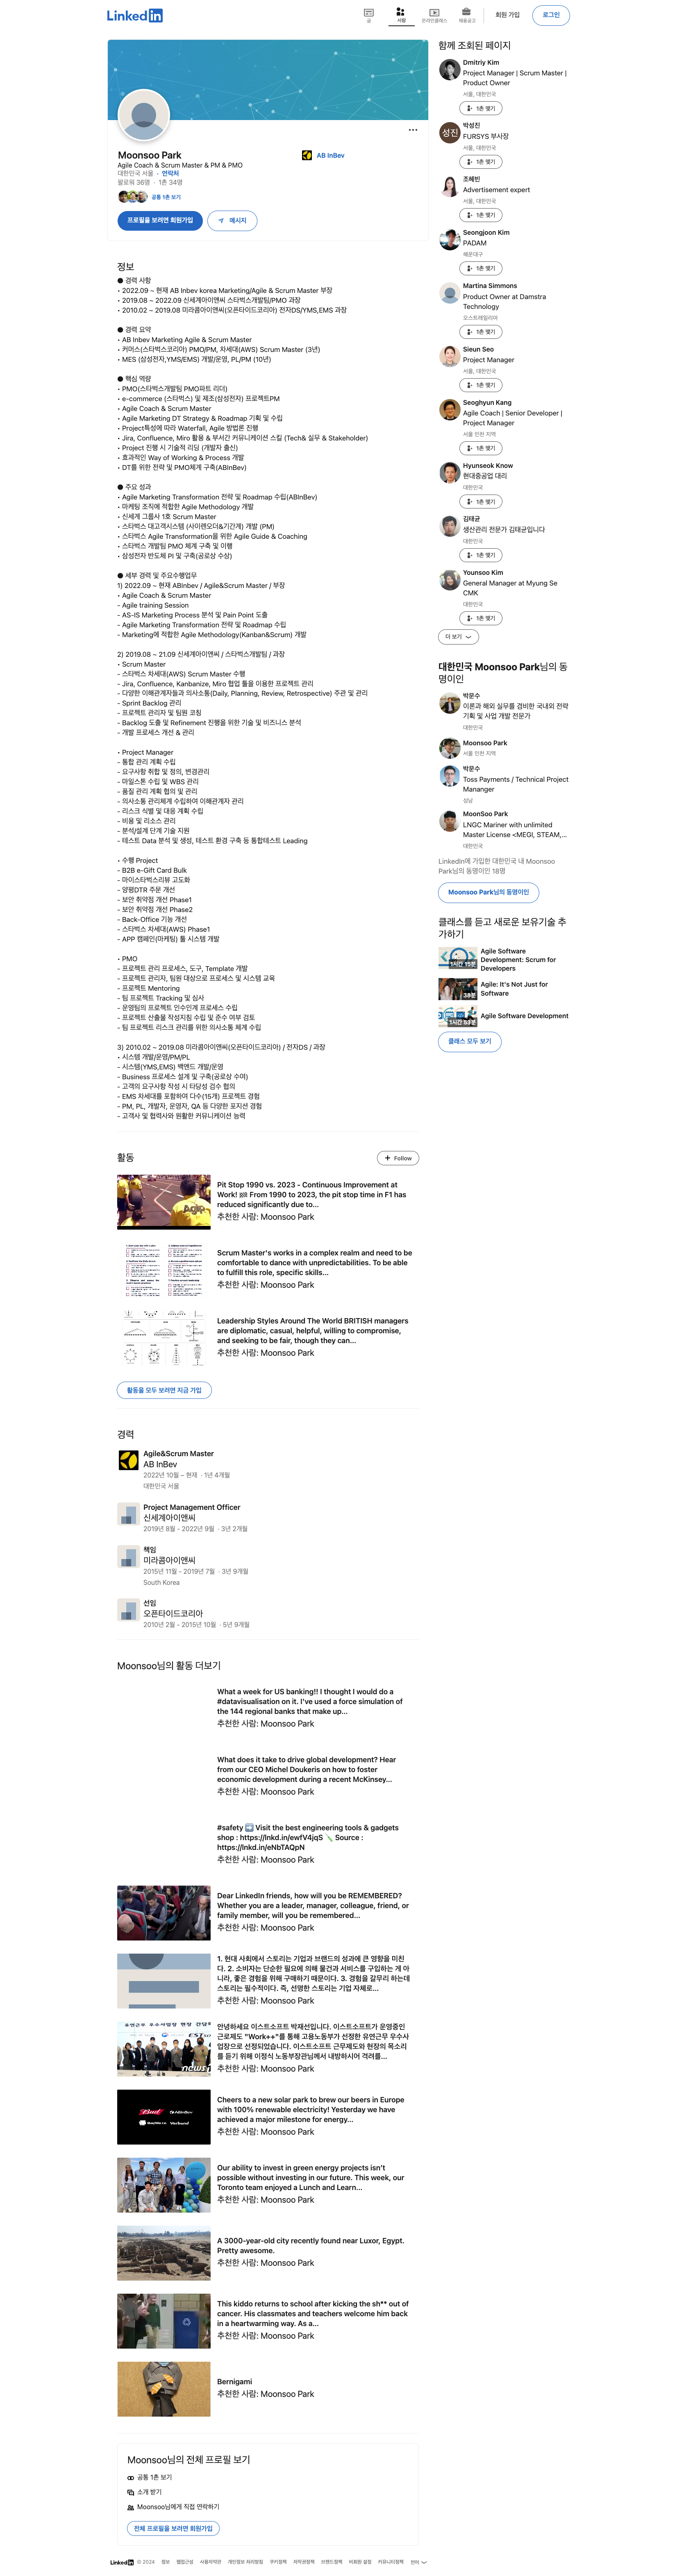 LinkedIn
글
사람
온라인클래스
채용공고
회원 가입
로그인
Moonsoo Park
Agile Coach & Scrum Master & PM & PMO
대한민국 서울 · 연락처
팔로워 36명 · 1촌 34명
공통 1촌 보기
AB InBev
프로필을 보려면 회원가입
메시지
정보
● 경력 사항
• 2022.09 ~ 현재 AB Inbev korea Marketing/Agile & Scrum Master 부장
• 2019.08 ~ 2022.09 신세계아이앤씨 스타벅스개발팀/PMO 과장
• 2010.02 ~ 2019.08 미라콤아이앤씨(오픈타이드코리아) 전자DS/YMS,EMS 과장
● 경력 요약
• AB Inbev Marketing Agile & Scrum Master
• 커머스(스타벅스코리아) PMO/PM, 차세대(AWS) Scrum Master (3년)
• MES (삼성전자,YMS/EMS) 개발/운영, PL/PM (10년)
● 핵심 역량
• PMO(스타벅스개발팀 PMO파트 리더)
• e-commerce (스타벅스) 및 제조(삼성전자) 프로젝트PM
• Agile Coach & Scrum Master
• Agile Marketing DT Strategy & Roadmap 기획 및 수립
• Project특성에 따라 Waterfall, Agile 방법론 진행
• Jira, Confluence, Miro 활용 & 부서간 커뮤니케이션 스킬 (Tech& 실무 & Stakeholder)
• Project 진행 시 기술적 리딩 (개발자 출신)
• 효과적인 Way of Working & Process 개발
• DT를 위한 전략 및 PMO체계 구축(ABInBev)
● 주요 성과
• Agile Marketing Transformation 전략 및 Roadmap 수립(ABInBev)
• 마케팅 조직에 적합한 Agile Methodology 개발
• 신세계 그룹사 1호 Scrum Master
• 스타벅스 대고객시스템 (사이렌오더&기간계) 개발 (PM)
• 스타벅스 Agile Transformation을 위한 Agile Guide & Coaching
• 스타벅스 개발팀 PMO 체계 구축 및 이행
• 삼성전자 반도체 PI 및 구축(공로상 수상)
● 세부 경력 및 주요수행업무
1) 2022.09 ~ 현재 ABInbev / Agile&Scrum Master / 부장
• Agile Coach & Scrum Master
- Agile training Session
- AS-IS Marketing Process 분석 및 Pain Point 도출
- Agile Marketing Transformation 전략 및 Roadmap 수립
- Marketing에 적합한 Agile Methodology(Kanban&Scrum) 개발
2) 2019.08 ~ 21.09 신세계아이앤씨 / 스타벅스개발팀 / 과장
• Scrum Master
- 스타벅스 차세대(AWS) Scrum Master 수행
- Jira, Confluence, Kanbanize, Miro 협업 툴을 이용한 프로젝트 관리
- 다양한 이해관계자들과 의사소통(Daily, Planning, Review, Retrospective) 주관 및 관리
- Sprint Backlog 관리
- 프로젝트 관리자 및 팀원 코칭
- Backlog 도출 및 Refinement 진행을 위한 기술 및 비즈니스 분석
- 개발 프로세스 개선 & 관리
• Project Manager
- 통합 관리 계획 수립
- 요구사항 취합 및 정의, 변경관리
- 마일스톤 수립 및 WBS 관리
- 품질 관리 계획 협의 및 관리
- 의사소통 관리체계 수립하여 이해관계자 관리
- 리스크 식별 및 대응 계획 수립
- 비용 및 리소스 관리
- 분석/설계 단계 기술 지원
- 테스트 Data 분석 및 생성, 테스트 환경 구축 등 통합테스트 Leading
• 수행 Project
- B2B e-Gift Card Bulk
- 마이스타벅스리뷰 고도화
- 양평DTR 주문 개선
- 보안 취약점 개선 Phase1
- 보안 취약점 개선 Phase2
- Back-Office 기능 개선
- 스타벅스 차세대(AWS) Phase1
- APP 캠페인(마케팅) 툴 시스템 개발
• PMO
- 프로젝트 관리 프로세스, 도구, Template 개발
- 프로젝트 관리자, 팀원 대상으로 프로세스 및 시스템 교육
- 프로젝트 Mentoring
- 팀 프로젝트 Tracking 및 심사
- 운영팀의 프로젝트 인수인계 프로세스 수립
- 프로젝트 산출물 작성지침 수립 및 준수 여부 검토
- 팀 프로젝트 리스크 관리를 위한 의사소통 체계 수립
3) 2010.02 ~ 2019.08 미라콤아이앤씨(오픈타이드코리아) / 전자DS / 과장
• 시스템 개발/운영/PM/PL
- 시스템(YMS,EMS) 백엔드 개발/운영
- Business 프로세스 설계 및 구축(공로상 수여)
- 고객의 요구사항 작성 시 타당성 검수 협의
- EMS 차세대를 포함하여 다수(15개) 프로젝트 경험
- PM, PL, 개발자, 운영자, QA 등 다양한 포지션 경험
- 고객사 및 협력사와 원활한 커뮤니케이션 능력
활동
Follow
Pit Stop 1990 vs. 2023 - Continuous Improvement at
Work! 🏁 From 1990 to 2023, the pit stop time in F1 has
reduced significantly due to...
추천한 사람: Moonsoo Park
Scrum Master's works in a complex realm and need to be
comfortable to dance with unpredictabilities. To be able
to fulfill this role, specific skills...
추천한 사람: Moonsoo Park
Leadership Styles Around The World BRITISH managers
are diplomatic, casual, helpful, willing to compromise,
and seeking to be fair, though they can...
추천한 사람: Moonsoo Park
활동을 모두 보려면 지금 가입
경력
Agile&Scrum Master
AB InBev
2022년 10월 – 현재 · 1년 4개월
대한민국 서울
Project Management Officer
신세계아이앤씨
2019년 8월 - 2022년 9월 · 3년 2개월
책임
미라콤아이앤씨
2015년 11월 - 2019년 7월 · 3년 9개월
South Korea
선임
오픈타이드코리아
2010년 2월 - 2015년 10월 · 5년 9개월
Moonsoo님의 활동 더보기
What a week for US banking!! I thought I would do a
#datavisualisation on it. I've used a force simulation of
the 144 regional banks that make up...
추천한 사람: Moonsoo Park
What does it take to drive global development? Hear
from our CEO Michel Doukeris on how to foster
economic development during a recent McKinsey...
추천한 사람: Moonsoo Park
#safety ➡️ Visit the best engineering tools & gadgets
shop : https://lnkd.in/ewfV4jqS Source :
https://lnkd.in/eNbTAQpN
추천한 사람: Moonsoo Park
Dear LinkedIn friends, how will you be REMEMBERED?
Whether you are a leader, manager, colleague, friend, or
family member, will you be remembered...
추천한 사람: Moonsoo Park
1. 현대 사회에서 스토리는 기업과 브랜드의 성과에 큰 영향을 미친
다. 2. 소비자는 단순한 필요에 의해 물건과 서비스를 구입하는 게 아
니라, 좋은 경험을 위해 구매하기 때문이다. 3. 경험을 갈무리 하는데
스토리는 필수적이다. 즉, 선명한 스토리는 기업 자체로...
추천한 사람: Moonsoo Park
안녕하세요 이스트소프트 박재선입니다. 이스트소프트가 운영중인
근로제도 "Work++"를 통해 고용노동부가 선정한 유연근무 우수사
업장으로 선정되었습니다. 이스트소프트 근무제도와 현장의 목소리
를 듣기 위해 이정식 노동부장관님께서 내방하시어 격려를...
추천한 사람: Moonsoo Park
Cheers to a new solar park to brew our beers in Europe
with 100% renewable electricity! Yesterday we have
achieved a major milestone for energy...
추천한 사람: Moonsoo Park
Our ability to invest in green energy projects isn't
possible without investing in our future. This week, our
Toronto team enjoyed a Lunch and Learn...
추천한 사람: Moonsoo Park
A 3000-year-old city recently found near Luxor, Egypt.
Pretty awesome.
추천한 사람: Moonsoo Park
This kiddo returns to school after kicking the sh** out of
cancer. His classmates and teachers welcome him back
in a heartwarming way. As a...
추천한 사람: Moonsoo Park
Bernigami
추천한 사람: Moonsoo Park
Moonsoo님의 전체 프로필 보기
공통 1촌 보기
소개 받기
Moonsoo님에게 직접 연락하기
전체 프로필을 보려면 회원가입
함께 조회된 페이지
Dmitriy Kim
Project Manager | Scrum Master |
Product Owner
서울, 대한민국
1촌 맺기
성진
박성진
FURSYS 부사장
서울, 대한민국
1촌 맺기
조혜빈
Advertisement expert
서울, 대한민국
1촌 맺기
Seongjoon Kim
PADAM
해운대구
1촌 맺기
Martina Simmons
Product Owner at Damstra
Technology
오스트레일리아
1촌 맺기
Sieun Seo
Project Manager
서울, 대한민국
1촌 맺기
Seoghyun Kang
Agile Coach | Senior Developer |
Project Manager
서울 인천 지역
1촌 맺기
Hyunseok Know
현대중공업 대리
대한민국
1촌 맺기
김태균
생산관리 전문가 김태균입니다
대한민국
1촌 맺기
Younsoo Kim
General Manager at Myung Se
CMK
대한민국
1촌 맺기
더 보기
대한민국 Moonsoo Park님의 동
명이인
박문수
이론과 해외 실무를 겸비한 국내외 전략
기획 및 사업 개발 전문가
대한민국
Moonsoo Park
서울 인천 지역
박문수
Toss Payments / Technical Project
Mananger
성남
MoonSoo Park
LNGC Mariner with unlimited
Master License <MEGI, STEAM,...
대한민국
LinkedIn에 가입한 대한민국 내 Moonsoo
Park님의 동명이인 18명
Moonsoo Park님의 동명이인
클래스를 듣고 새로운 보유기술 추
가하기
1시간 15분
Agile Software
Development: Scrum for
Developers
38분
Agile: It's Not Just for
Software
1시간 53분
Agile Software Development
클래스 모두 보기
LinkedIn © 2024 정보 웹접근성 사용자약관 개인정보 처리방침 쿠키정책 저작권정책 브랜드정책 비회원 설정 커뮤니티정책 언어